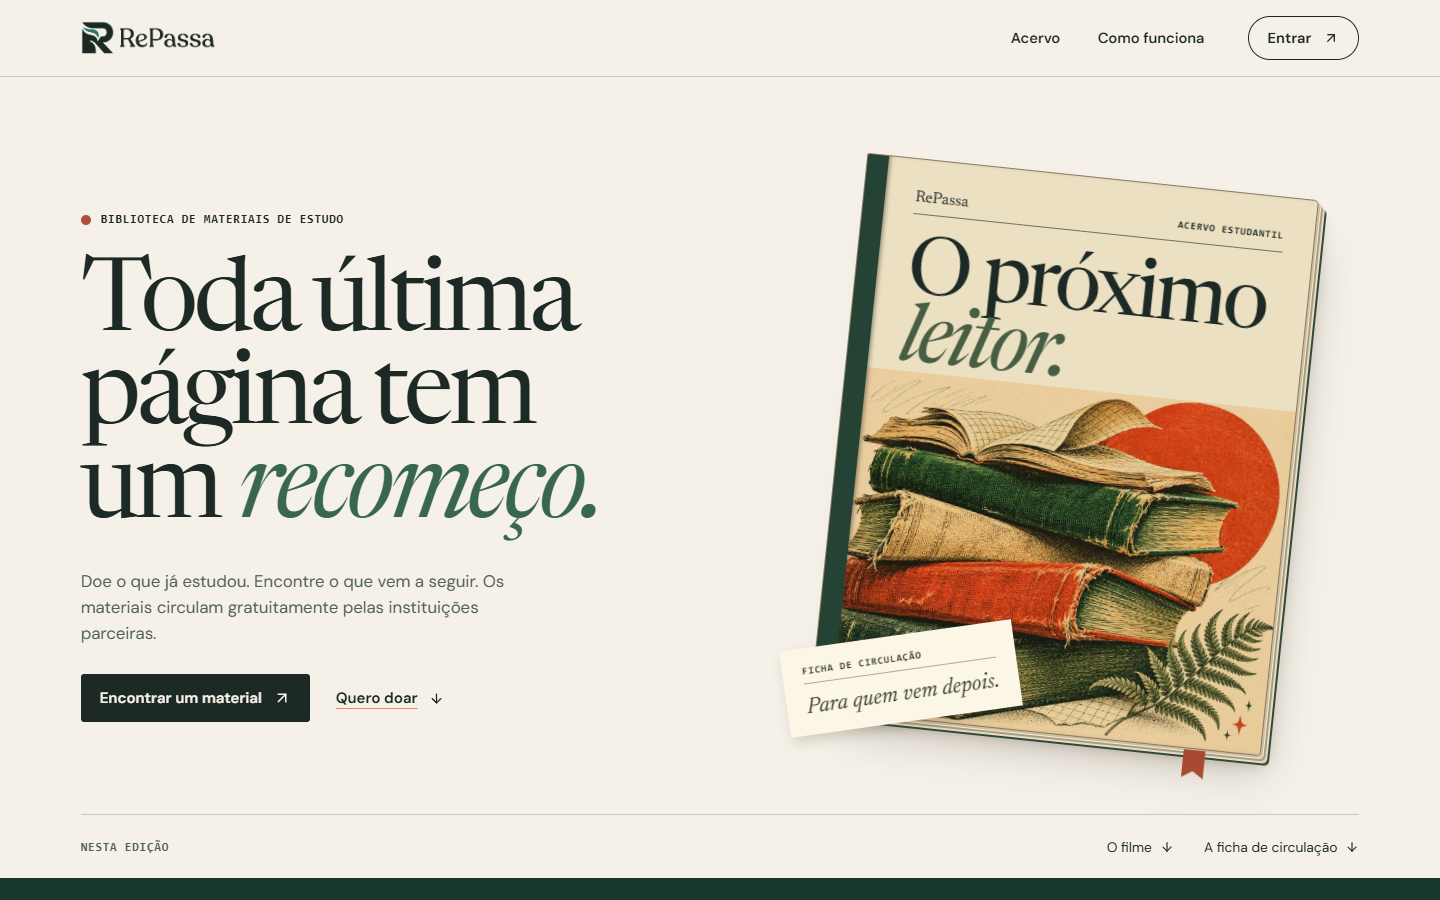 RePassa
Acervo
Como funciona
Entrar
BIBLIOTECA DE MATERIAIS DE ESTUDO
Toda última
página tem
um recomeço.
Doe o que já estudou. Encontre o que vem a seguir. Os
materiais circulam gratuitamente pelas instituições
parceiras.
Encontrar um material
Quero doar
RePassa
ACERVO ESTUDANTIL
O próximo
leitor.
FICHA DE CIRCULAÇÃO
Para quem vem depois.
NESTA EDIÇÃO
O filme
A ficha de circulação